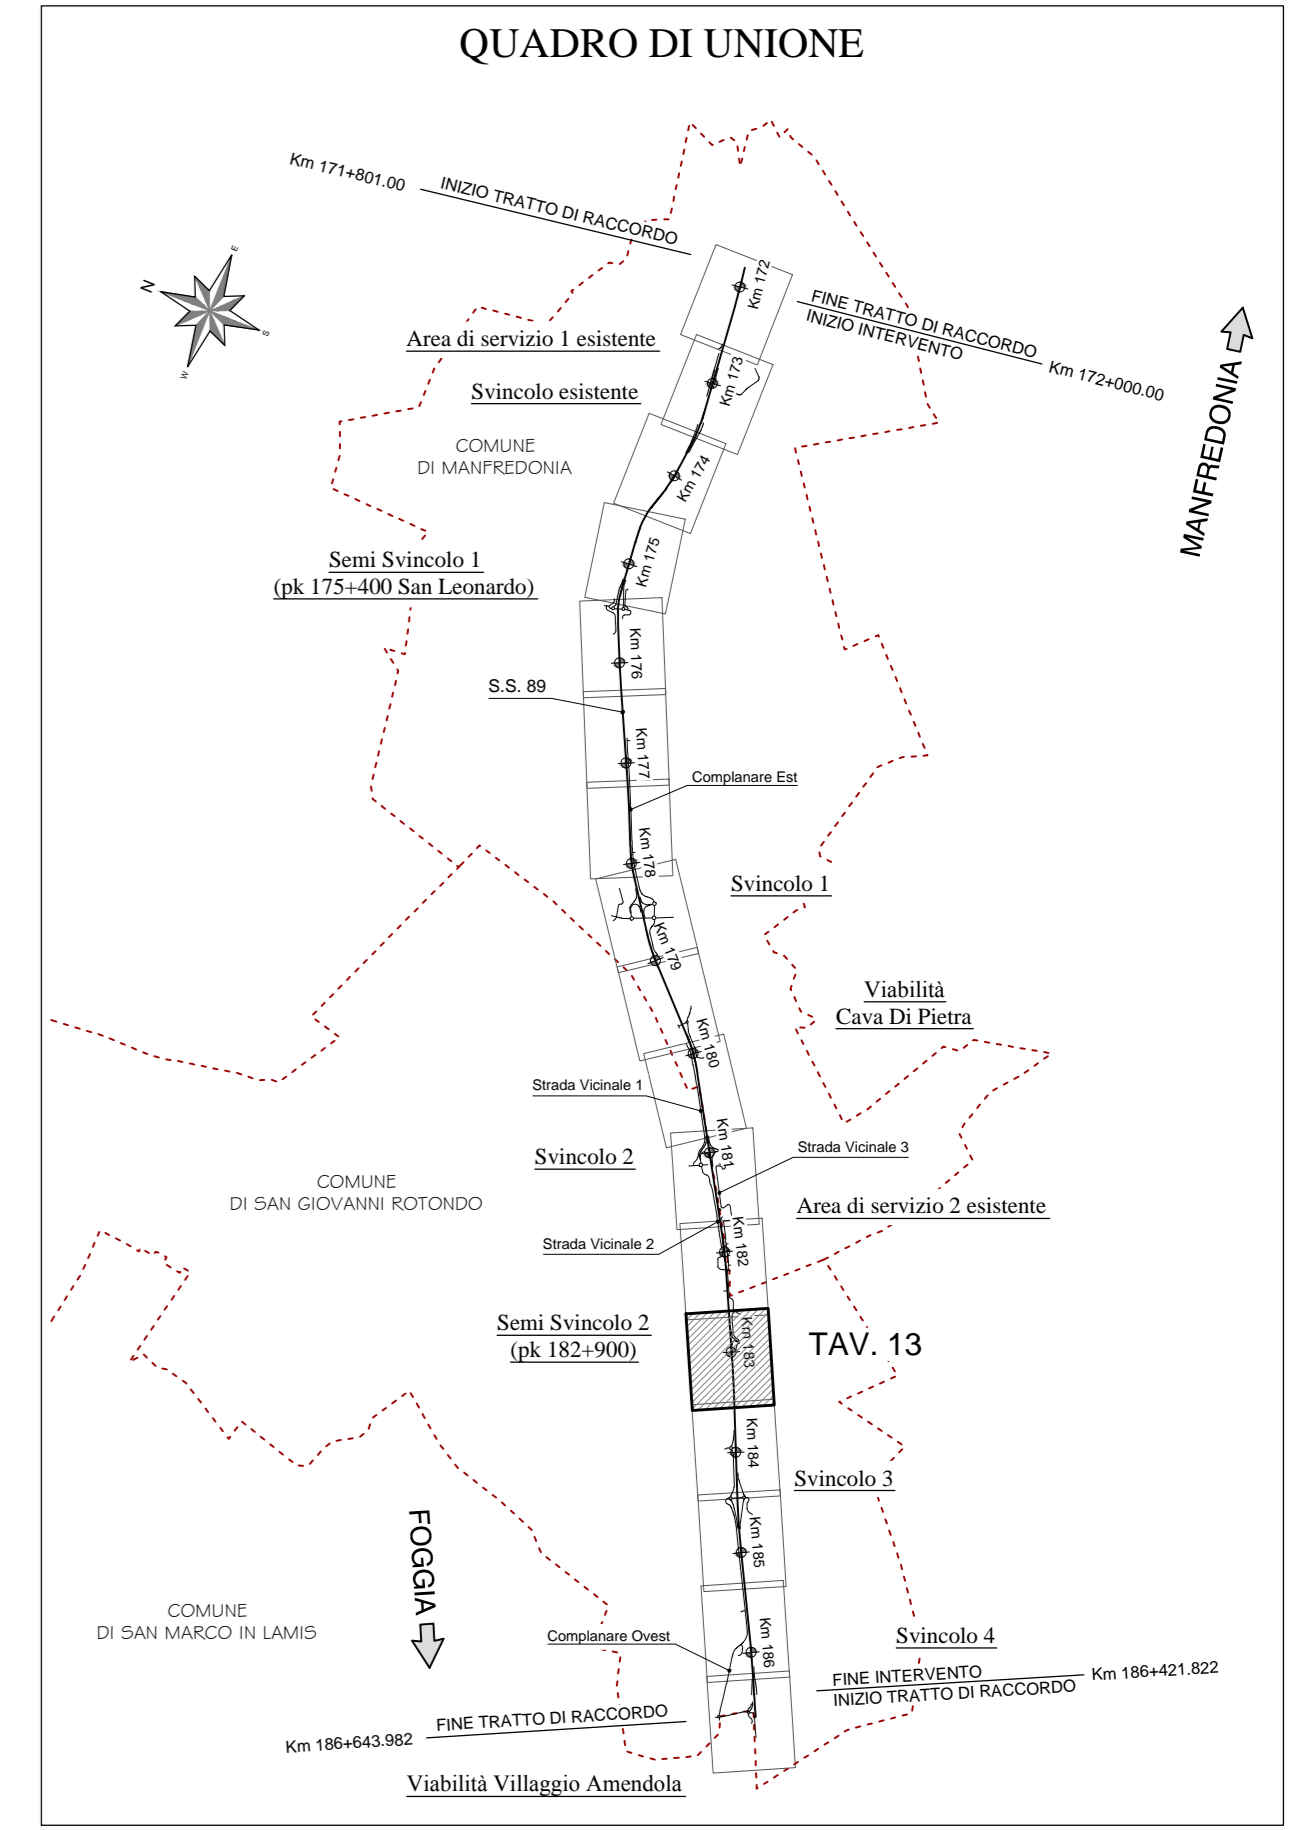 QUADRO DI UNIONE
Km 171+801.00
INIZIO TRATTO DI RACCORDO
N
E
S
W
Km 172
FINE TRATTO DI RACCORDO
INIZIO INTERVENTO
Km 172+000.00
MANFREDONIA
Area di servizio 1 esistente
Km 173
Svincolo esistente
COMUNE
DI MANFREDONIA
Km 174
Semi Svincolo 1
(pk 175+400 San Leonardo)
Km 175
Km 176
S.S. 89
Km 177
Complanare Est
Km 178
Svincolo 1
Km 179
Viabilità
Cava Di Pietra
Km 180
Strada Vicinale 1
Km 181
Strada Vicinale 3
Svincolo 2
COMUNE
DI SAN GIOVANNI ROTONDO
Area di servizio 2 esistente
Strada Vicinale 2
Km 182
Semi Svincolo 2
(pk 182+900)
Km 183
TAV. 13
Km 184
Svincolo 3
FOGGIA
Km 185
COMUNE
DI SAN MARCO IN LAMIS
Complanare Ovest
Km 186
Svincolo 4
FINE INTERVENTO
INIZIO TRATTO DI RACCORDO
Km 186+421.822
FINE TRATTO DI RACCORDO
Km 186+643.982
Viabilità Villaggio Amendola